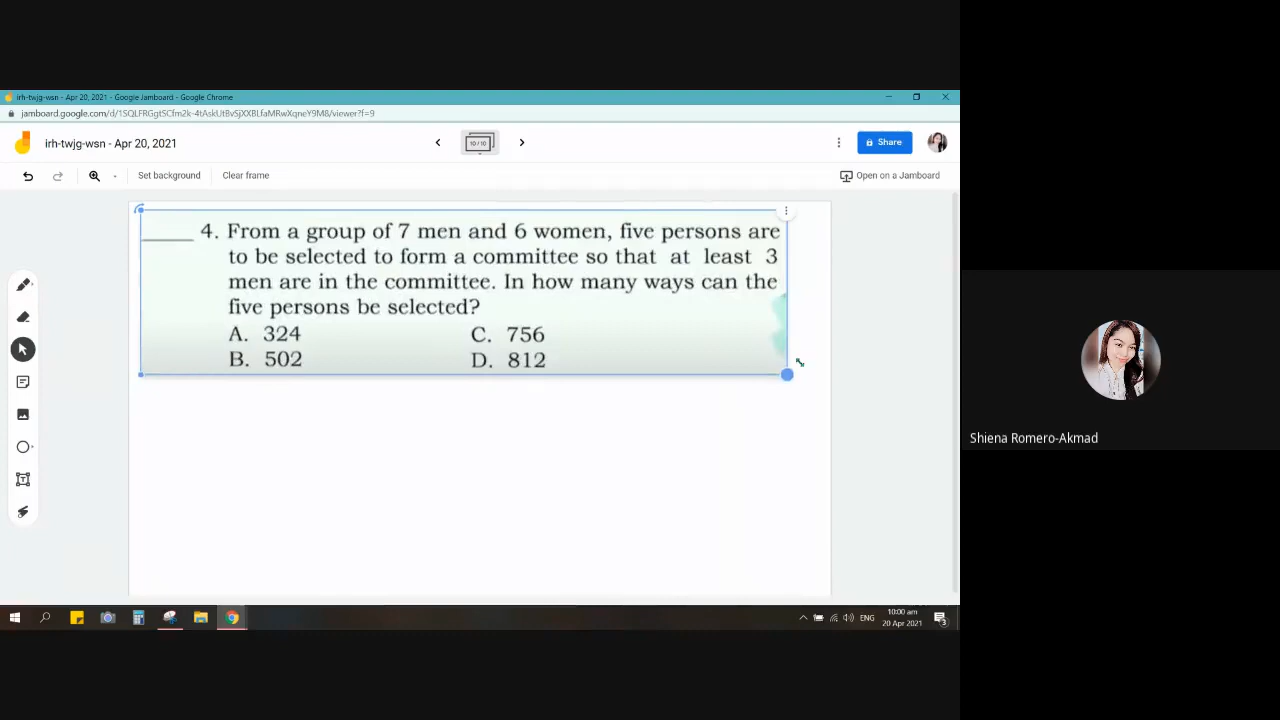 irh-twjg-wsn - Apr 20, 2021 - Google Jamboard - Google Chrome
irh-twjg-wsn - Apr 20, 2021
10 / 10
Share
Set background
Clear frame
Open on a Jamboard
_____ 4. From a group of 7 men and 6 women, five persons are
to be selected to form a committee so that at least 3
men are in the committee. In how many ways can the
five persons be selected?
A. 324 C. 756
B. 502 D. 812
Shiena Romero-Akmad
ENG
10:00 am
20 Apr 2021
3